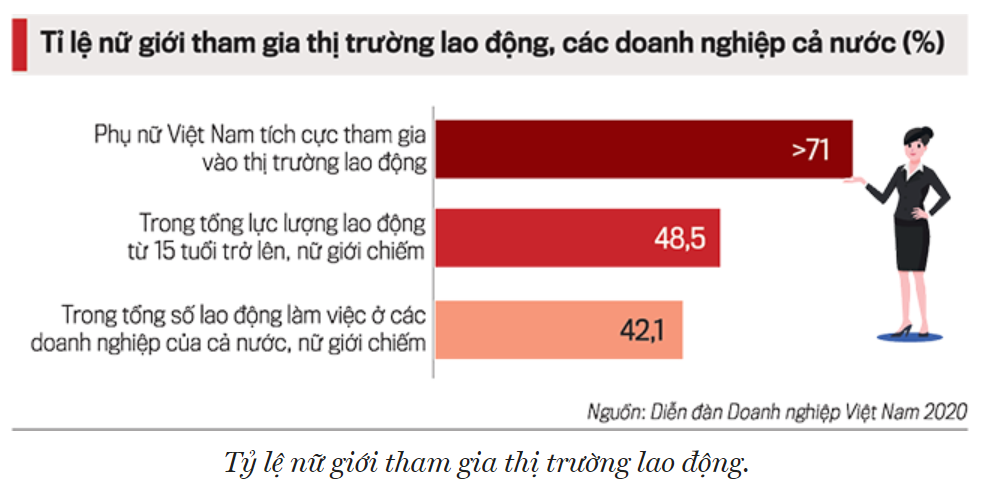 Tỉ lệ nữ giới tham gia thị trường lao động, các doanh nghiệp cả nước (%)
Phụ nữ Việt Nam tích cực tham gia
vào thị trường lao động
>71
Trong tổng lực lượng lao động
từ 15 tuổi trở lên, nữ giới chiếm
48,5
Trong tổng số lao động làm việc ở các
doanh nghiệp của cả nước, nữ giới chiếm
42,1
Nguồn: Diễn đàn Doanh nghiệp Việt Nam 2020
Tỷ lệ nữ giới tham gia thị trường lao động.